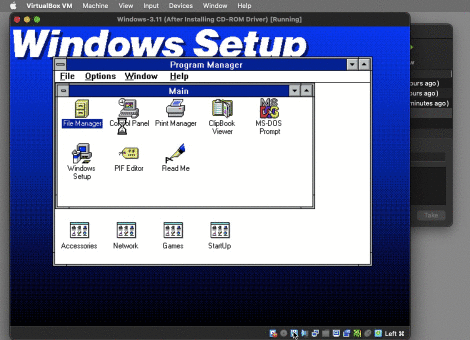 VirtualBox VM Machine View Input Devices Window Help
Windows-3.11 (After Installing CD-ROM Driver) [Running]
Windows Setup
Program Manager
File Options Window Help
Main
File Manager
Control Panel
Print Manager
ClipBook Viewer
MS-DOS Prompt
Windows Setup
PIF Editor
Read Me
Accessories
Network
Games
StartUp
ours ago)
ours ago)
minutes ago)
Take
Left ⌘